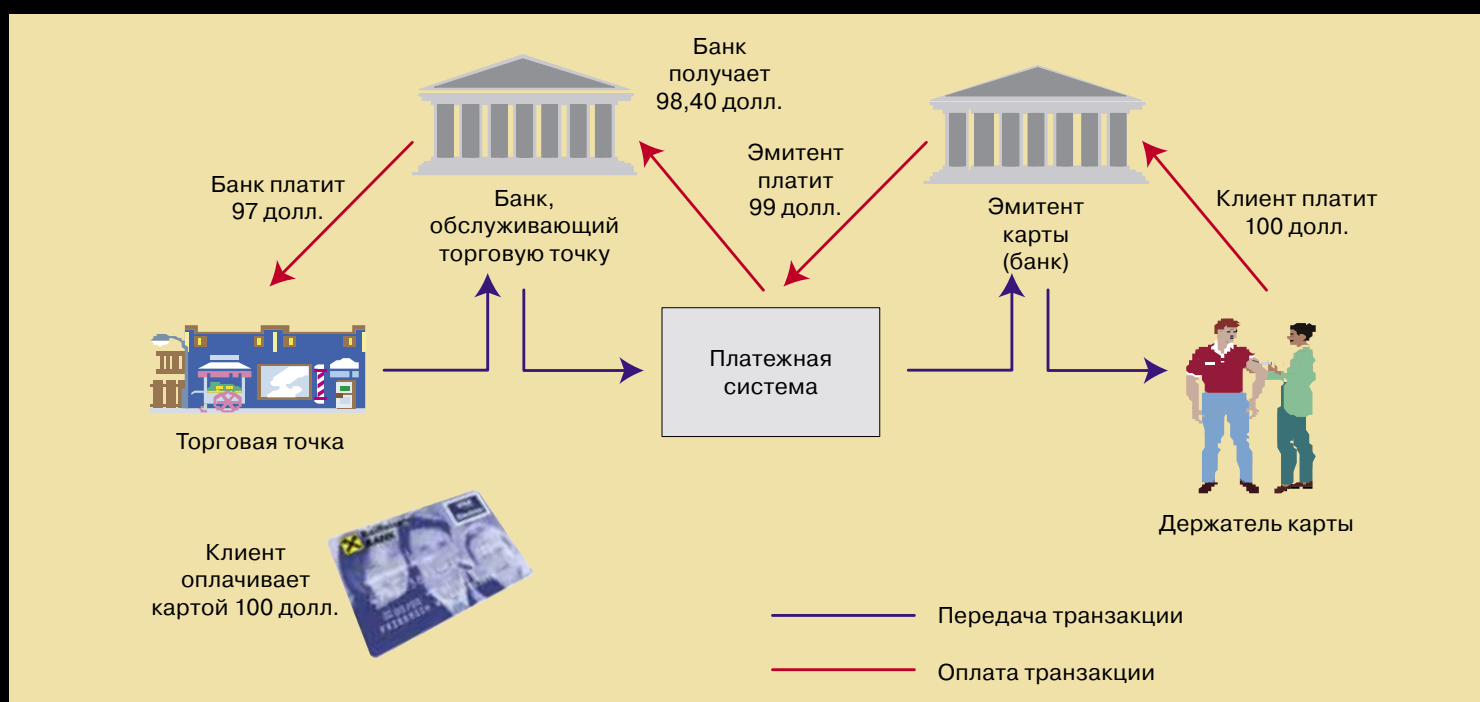 Банк
получает
98,40 долл.
Эмитент
платит
99 долл.
Банк платит
97 долл.
Банк,
обслуживающий
торговую точку
Эмитент
карты
(банк)
Клиент платит
100 долл.
Платежная
система
Торговая точка
Держатель карты
Клиент
оплачивает
картой 100 долл.
BANK
Передача транзакции
Оплата транзакции